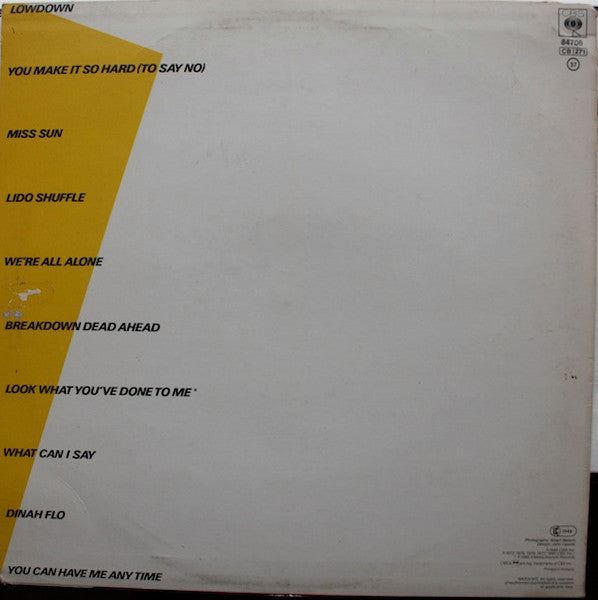 LOWDOWN
YOU MAKE IT SO HARD (TO SAY NO)
MISS SUN
LIDO SHUFFLE
WE'RE ALL ALONE
BREAKDOWN DEAD AHEAD
LOOK WHAT YOU'VE DONE TO ME*
WHAT CAN I SAY
DINAH FLO
YOU CAN HAVE ME ANY TIME
CBS
84706
CB 271
37